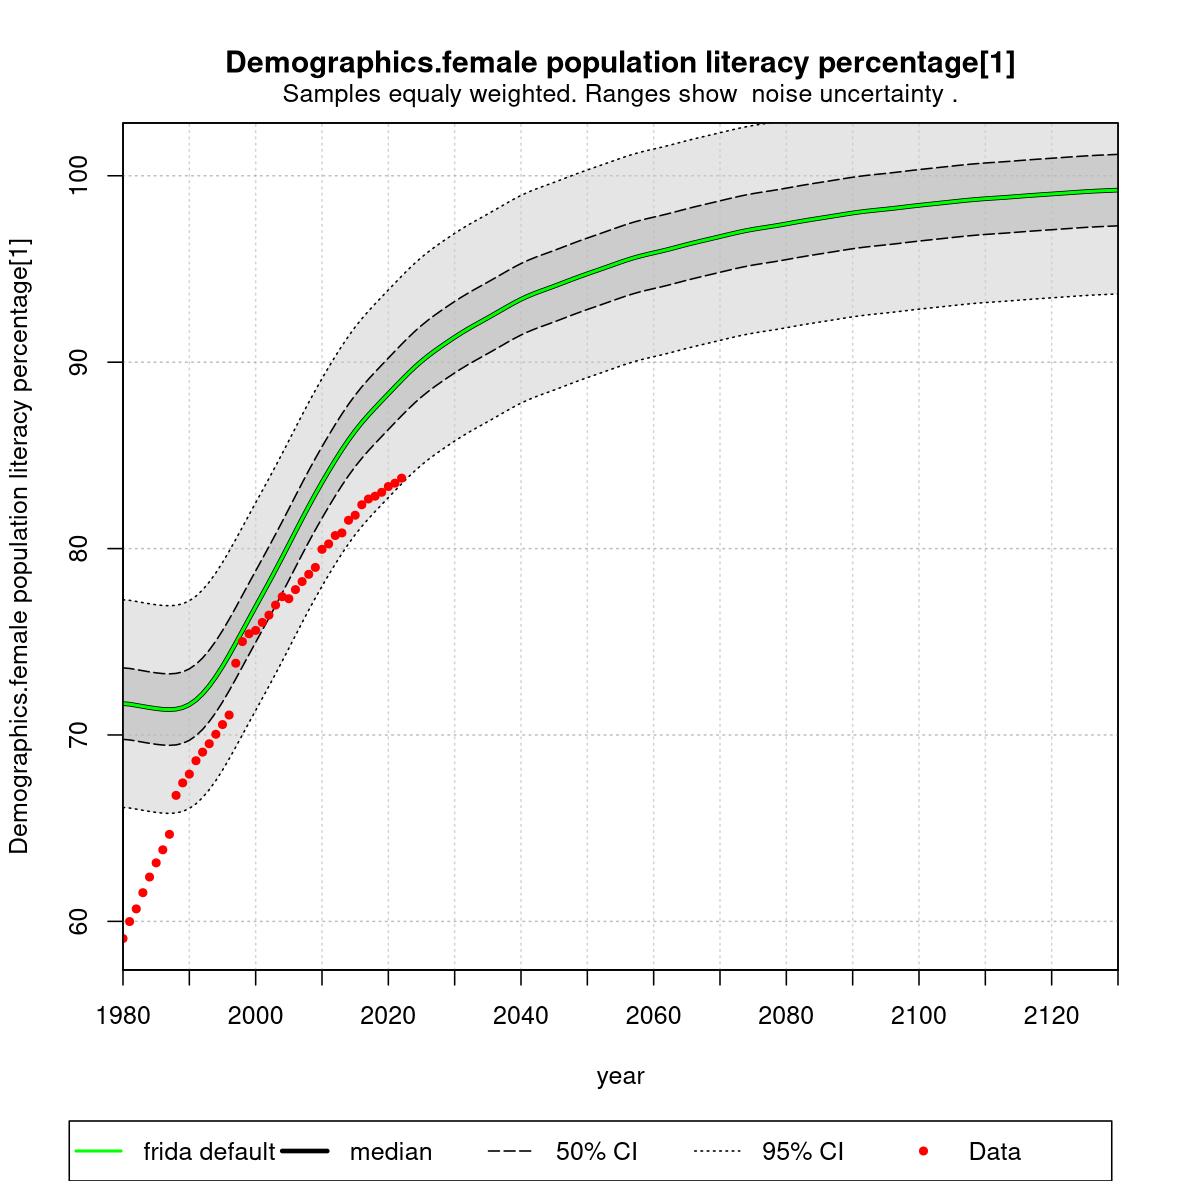 Demographics.female population literacy percentage[1]
Samples equaly weighted. Ranges show  noise uncertainty .
Demographics.female population literacy percentage[1]
100
90
80
70
60
1980 2000 2020 2040 2060 2080 2100 2120
year
frida default median 50% CI 95% CI Data